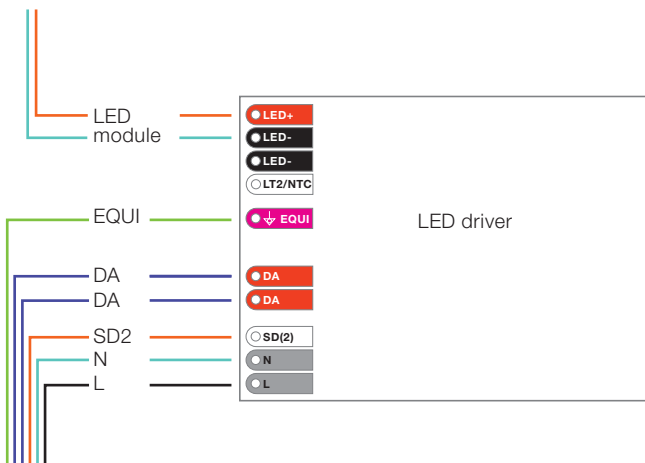 LED
module
LED+
LED-
LED-
LT2/NTC
EQUI
EQUI
LED driver
DA
DA
DA
DA
SD2
SD(2)
N
N
L
L